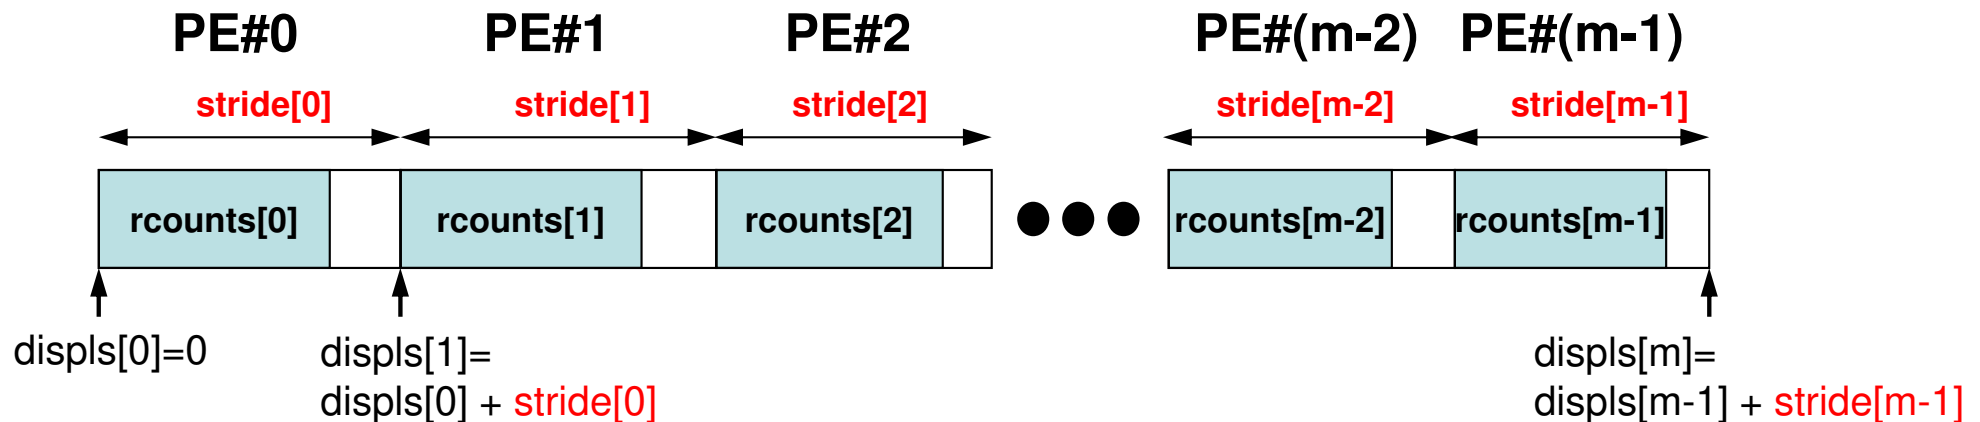 PE#0 PE#1 PE#2 PE#(m-2) PE#(m-1)
stride[0] stride[1] stride[2] stride[m-2] stride[m-1]
rcounts[0] rcounts[1] rcounts[2] rcounts[m-2] rcounts[m-1]
displs[0]=0 displs[1]= displs[m]=
displs[0] + stride[0] displs[m-1] + stride[m-1]